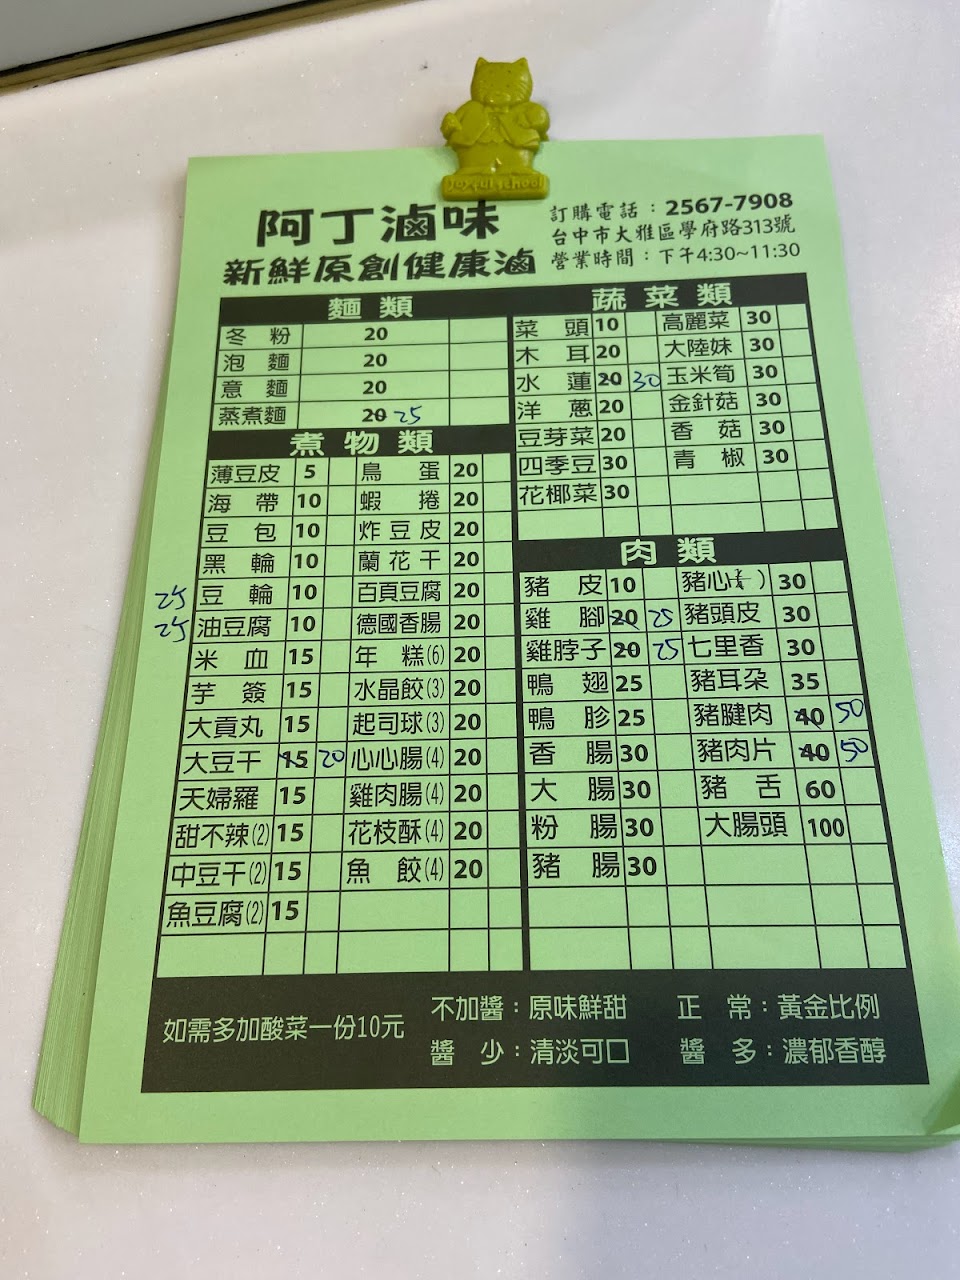 Joyful school
阿丁滷味
新鮮原創健康滷
訂購電話：2567-7908
台中市大雅區學府路313號
營業時間：下午4:30~11:30
麵類
冬粉 20
泡麵 20
意麵 20
蒸煮麵 20 25
煮物類
薄豆皮 5 鳥蛋 20
海帶 10 蝦捲 20
豆包 10 炸豆皮 20
黑輪 10 蘭花干 20
25 豆輪 10 百頁豆腐 20
25 油豆腐 10 德國香腸 20
米血 15 年糕(6) 20
芋簽 15 水晶餃(3) 20
大貢丸 15 起司球(3) 20
大豆干 15 20 心心腸(4) 20
天婦羅 15 雞肉腸(4) 20
甜不辣(2) 15 花枝酥(4) 20
中豆干(2) 15 魚餃(4) 20
魚豆腐(2) 15
蔬菜類
菜頭 10 高麗菜 30
木耳 20 大陸妹 30
水蓮 20 30 玉米筍 30
洋蔥 20 金針菇 30
豆芽菜 20 香菇 30
四季豆 30 青椒 30
花椰菜 30
肉類
豬皮 10 豬心( ) 30
雞腳 20 25 豬頭皮 30
雞脖子 20 25 七里香 30
鴨翅 25 豬耳朵 35
鴨胗 25 豬腱肉 40 50
香腸 30 豬肉片 40 50
大腸 30 豬舌 60
粉腸 30 大腸頭 100
豬腸 30
如需多加酸菜一份10元
不加醬：原味鮮甜 正常：黃金比例
醬少：清淡可口 醬多：濃郁香醇